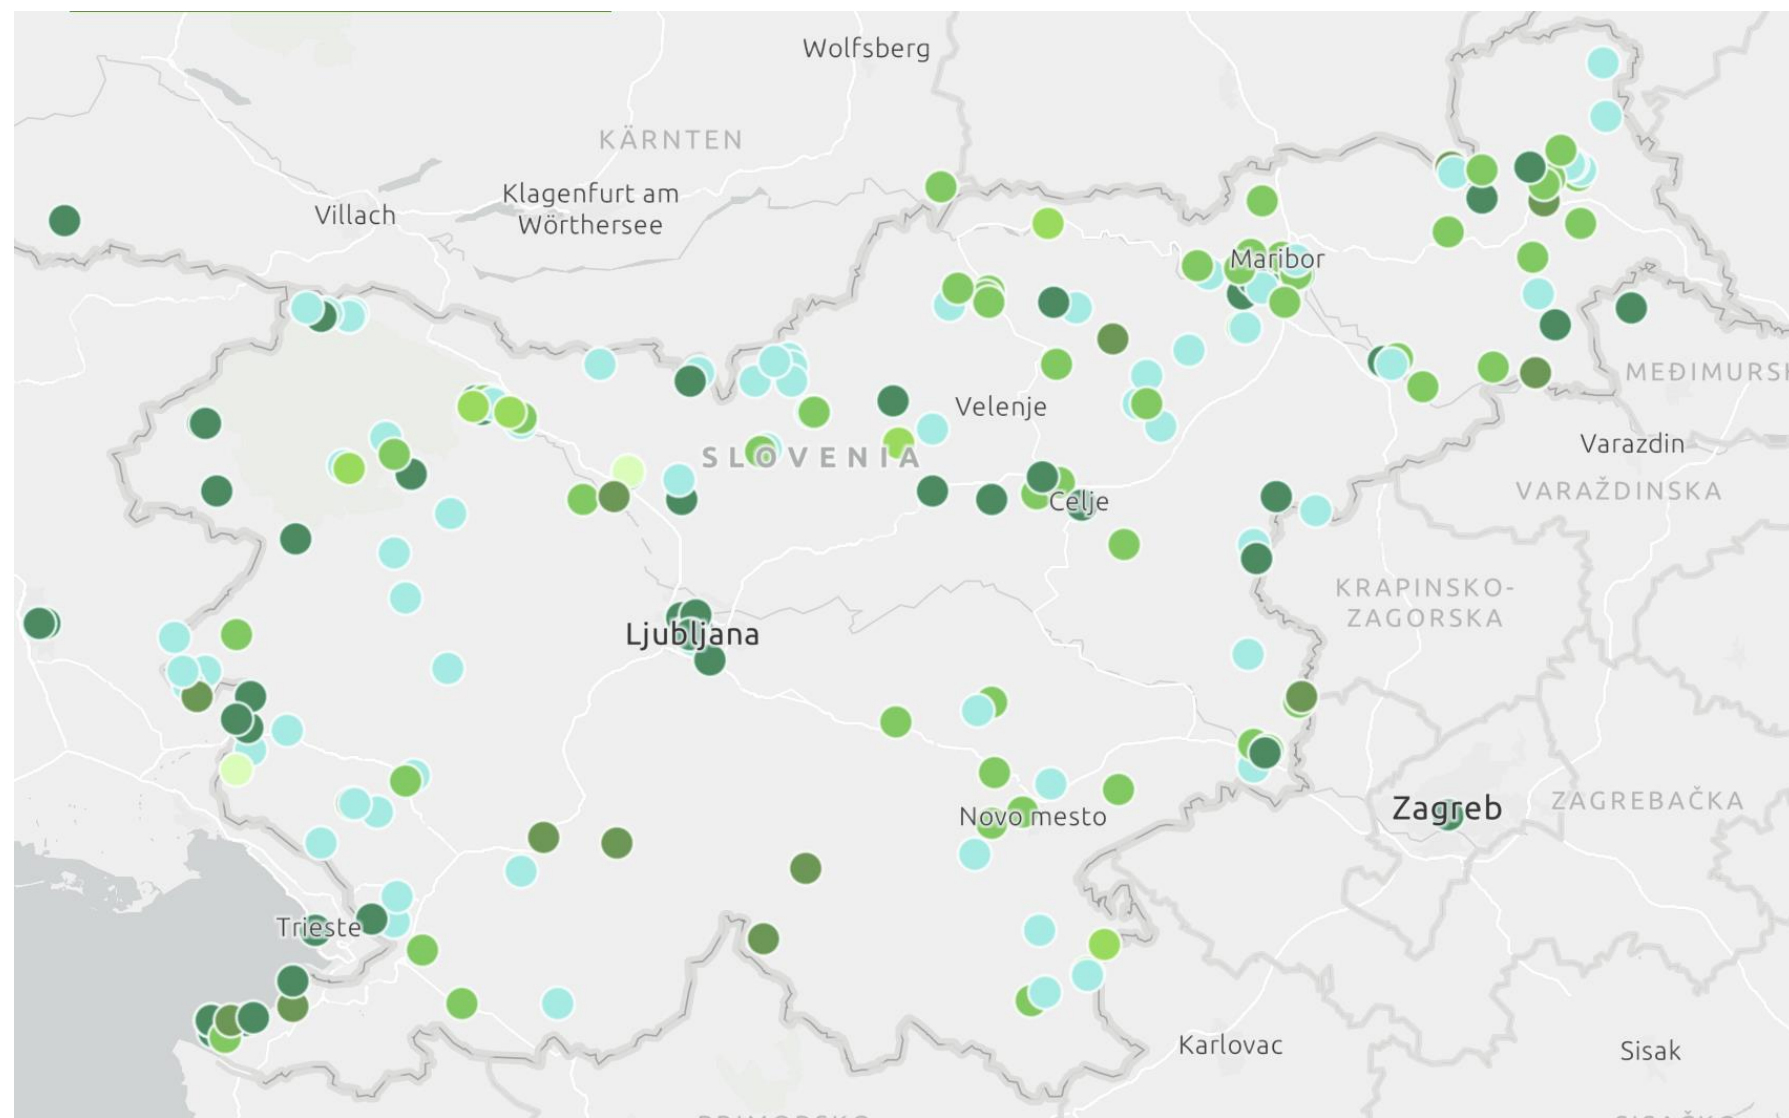 Wolfsberg
KÄRNTEN
Klagenfurt am
Wörthersee
Villach
Maribor
MEĐIMURS
Velenje
Varazdin
SLOVENIA
VARAŽDINSKA
Celje
KRAPINSKO-
ZAGORSKA
Ljubljana
Zagreb
ZAGREBAČKA
Novo mesto
Trieste
Karlovac
Sisak